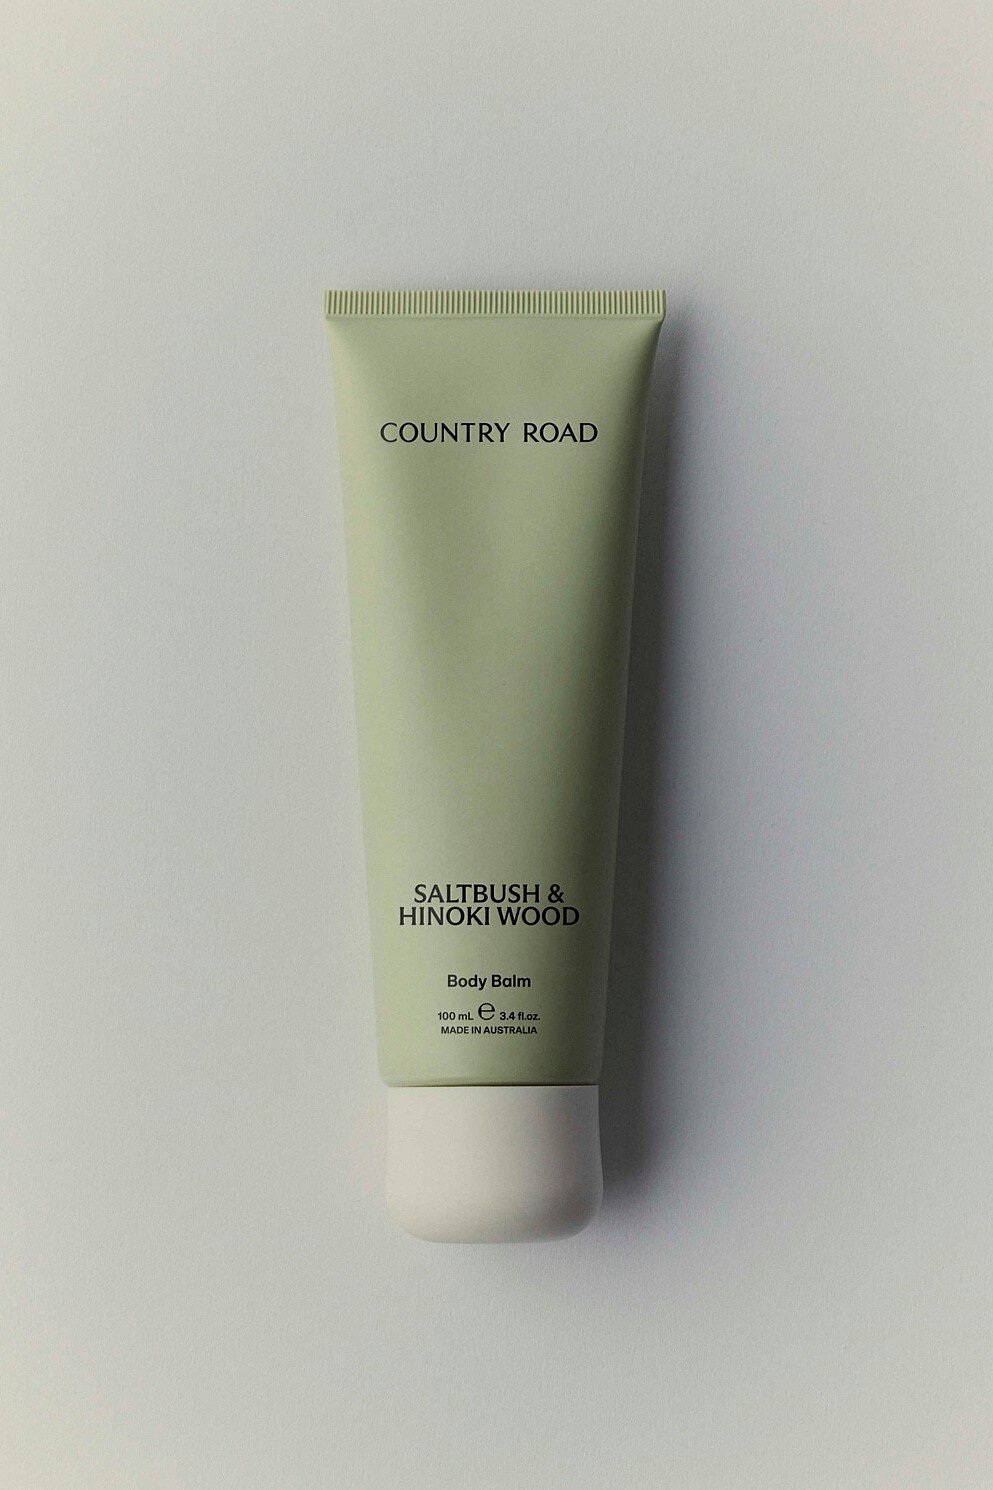 COUNTRY ROAD
SALTBUSH &
HINOKI WOOD
Body Balm
100 mL ℮ 3.4 fl.oz.
MADE IN AUSTRALIA